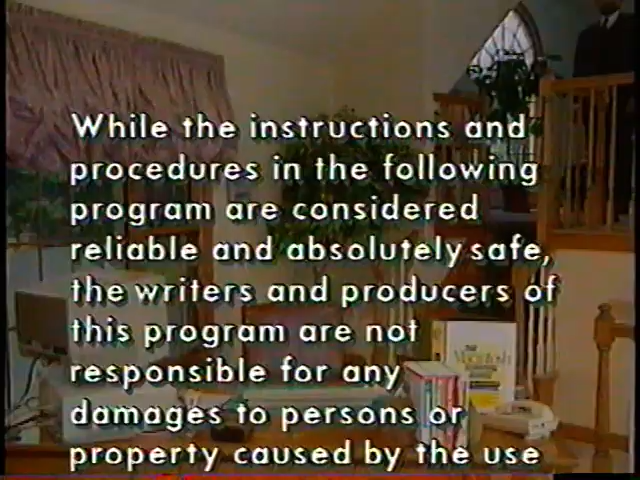 While the instructions and
procedures in the following
program are considered
reliable and absolutely safe,
the writers and producers of
this program are not
responsible for any
damages to persons or
property caused by the use
Macintosh